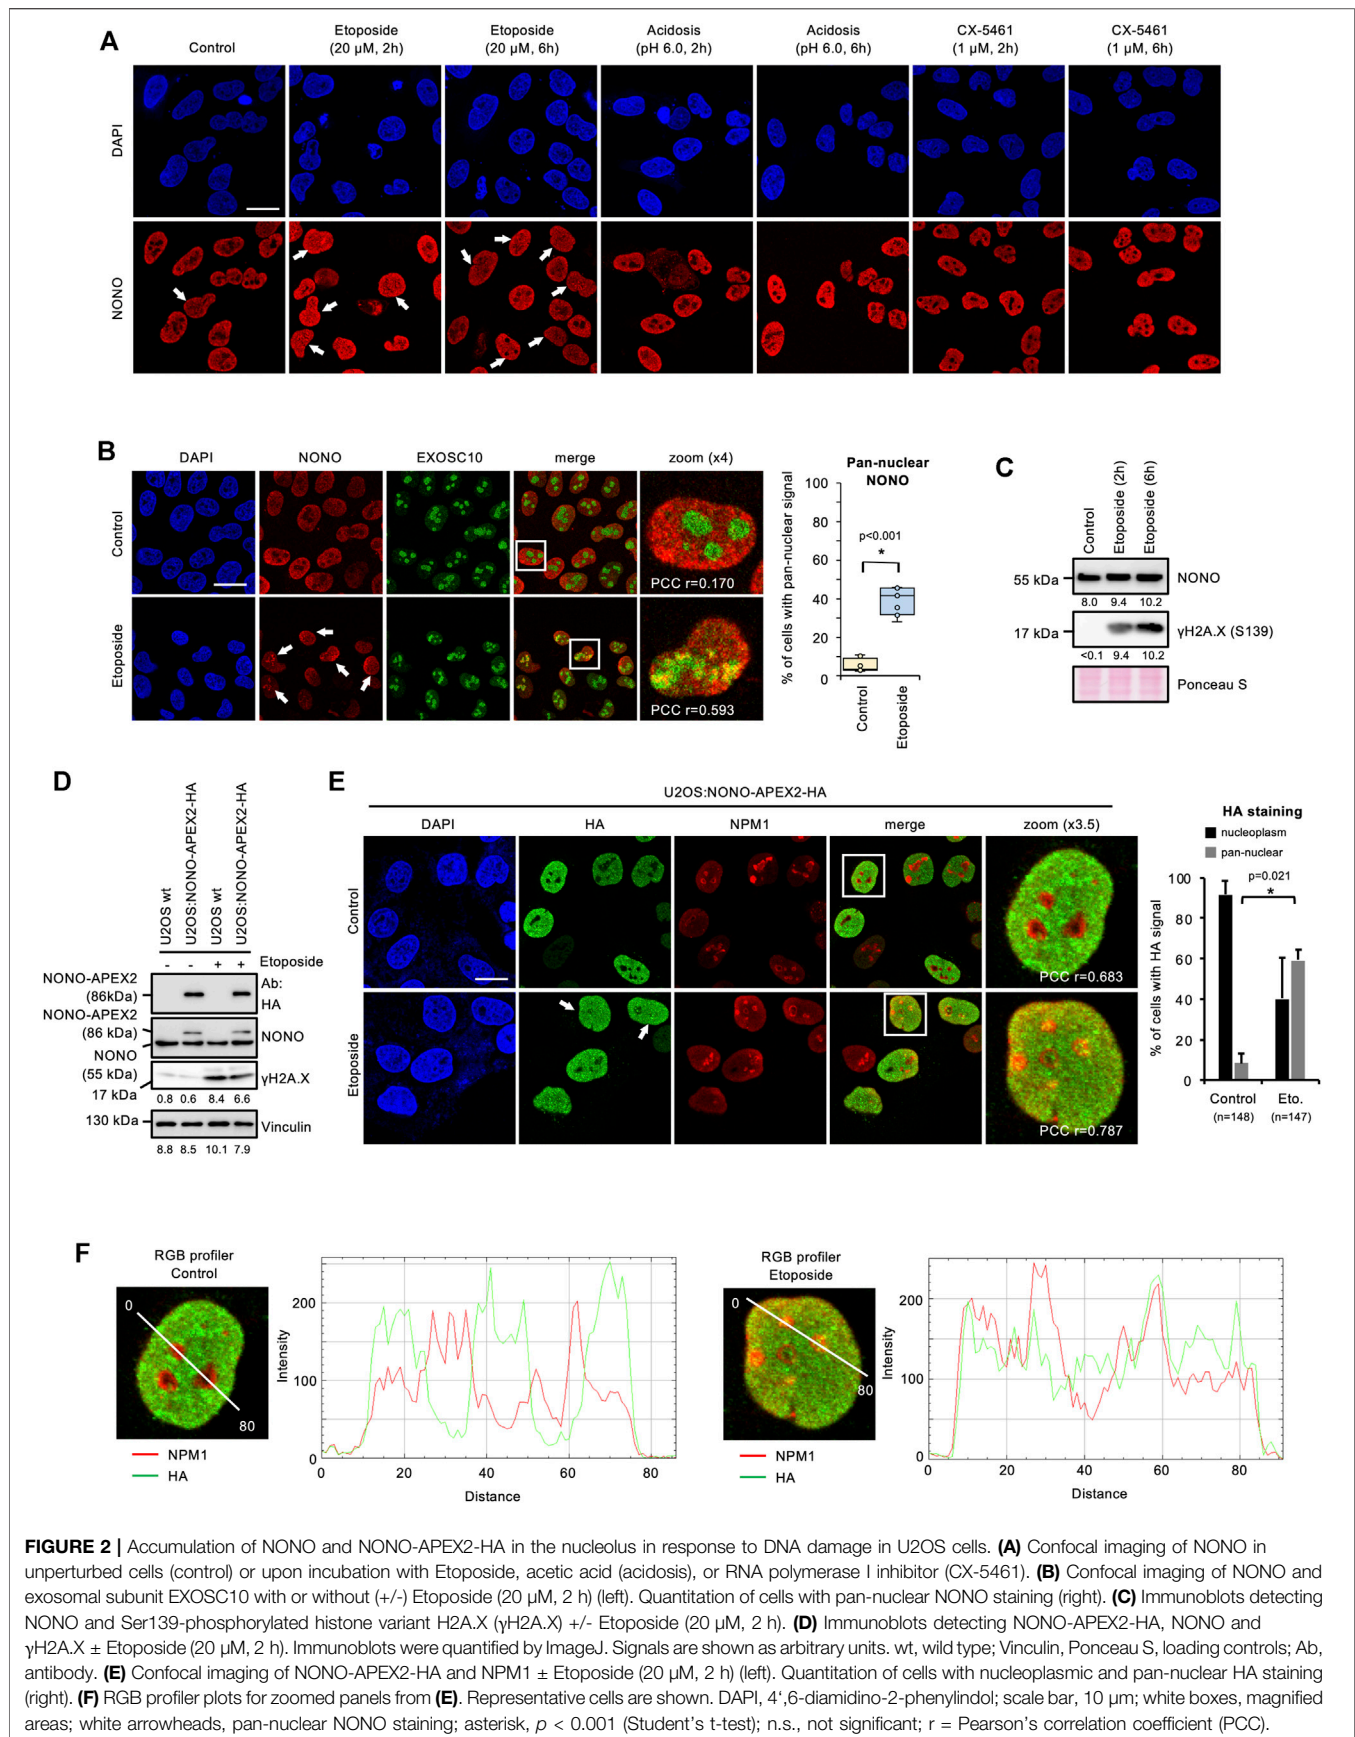 A
Control
Etoposide
(20 µM, 2h)
Etoposide
(20 µM, 6h)
Acidosis
(pH 6.0, 2h)
Acidosis
(pH 6.0, 6h)
CX-5461
(1 µM, 2h)
CX-5461
(1 µM, 6h)
DAPI
NONO
B
DAPI
NONO
EXOSC10
merge
zoom (x4)
Control
Etoposide
PCC r=0.170
PCC r=0.593
Pan-nuclear
NONO
% of cells with pan-nuclear signal
100
80
60
40
20
0
p<0.001
*
Control
Etoposide
C
Control
Etoposide (2h)
Etoposide (6h)
55 kDa
NONO
8.0 9.4 10.2
17 kDa
γH2A.X (S139)
<0.1 9.4 10.2
Ponceau S
D
U2OS wt
U2OS:NONO-APEX2-HA
U2OS wt
U2OS:NONO-APEX2-HA
- - + + Etoposide
NONO-APEX2
(86kDa)
Ab:
HA
NONO-APEX2
(86 kDa)
NONO
NONO
(55 kDa)
γH2A.X
17 kDa
0.8 0.6 8.4 6.6
130 kDa
Vinculin
8.8 8.5 10.1 7.9
E
U2OS:NONO-APEX2-HA
DAPI
HA
NPM1
merge
zoom (x3.5)
Control
Etoposide
PCC r=0.683
PCC r=0.787
HA staining
nucleoplasm
pan-nuclear
% of cells with HA signal
100
80
60
40
20
0
p=0.021
*
Control
(n=148)
Eto.
(n=147)
F
RGB profiler
Control
0
80
NPM1
HA
Intensity
200
100
0
0 20 40 60 80
Distance
RGB profiler
Etoposide
0
80
NPM1
HA
Intensity
200
100
0
0 20 40 60 80
Distance
FIGURE 2 | Accumulation of NONO and NONO-APEX2-HA in the nucleolus in response to DNA damage in U2OS cells. (A) Confocal imaging of NONO in
unperturbed cells (control) or upon incubation with Etoposide, acetic acid (acidosis), or RNA polymerase I inhibitor (CX-5461). (B) Confocal imaging of NONO and
exosomal subunit EXOSC10 with or without (+/-) Etoposide (20 µM, 2 h) (left). Quantitation of cells with pan-nuclear NONO staining (right). (C) Immunoblots detecting
NONO and Ser139-phosphorylated histone variant H2A.X (γH2A.X) +/- Etoposide (20 µM, 2 h). (D) Immunoblots detecting NONO-APEX2-HA, NONO and
γH2A.X ± Etoposide (20 µM, 2 h). Immunoblots were quantified by ImageJ. Signals are shown as arbitrary units. wt, wild type; Vinculin, Ponceau S, loading controls; Ab,
antibody. (E) Confocal imaging of NONO-APEX2-HA and NPM1 ± Etoposide (20 µM, 2 h) (left). Quantitation of cells with nucleoplasmic and pan-nuclear HA staining
(right). (F) RGB profiler plots for zoomed panels from (E). Representative cells are shown. DAPI, 4‘,6-diamidino-2-phenylindol; scale bar, 10 µm; white boxes, magnified
areas; white arrowheads, pan-nuclear NONO staining; asterisk, p < 0.001 (Student’s t-test); n.s., not significant; r = Pearson’s correlation coefficient (PCC).